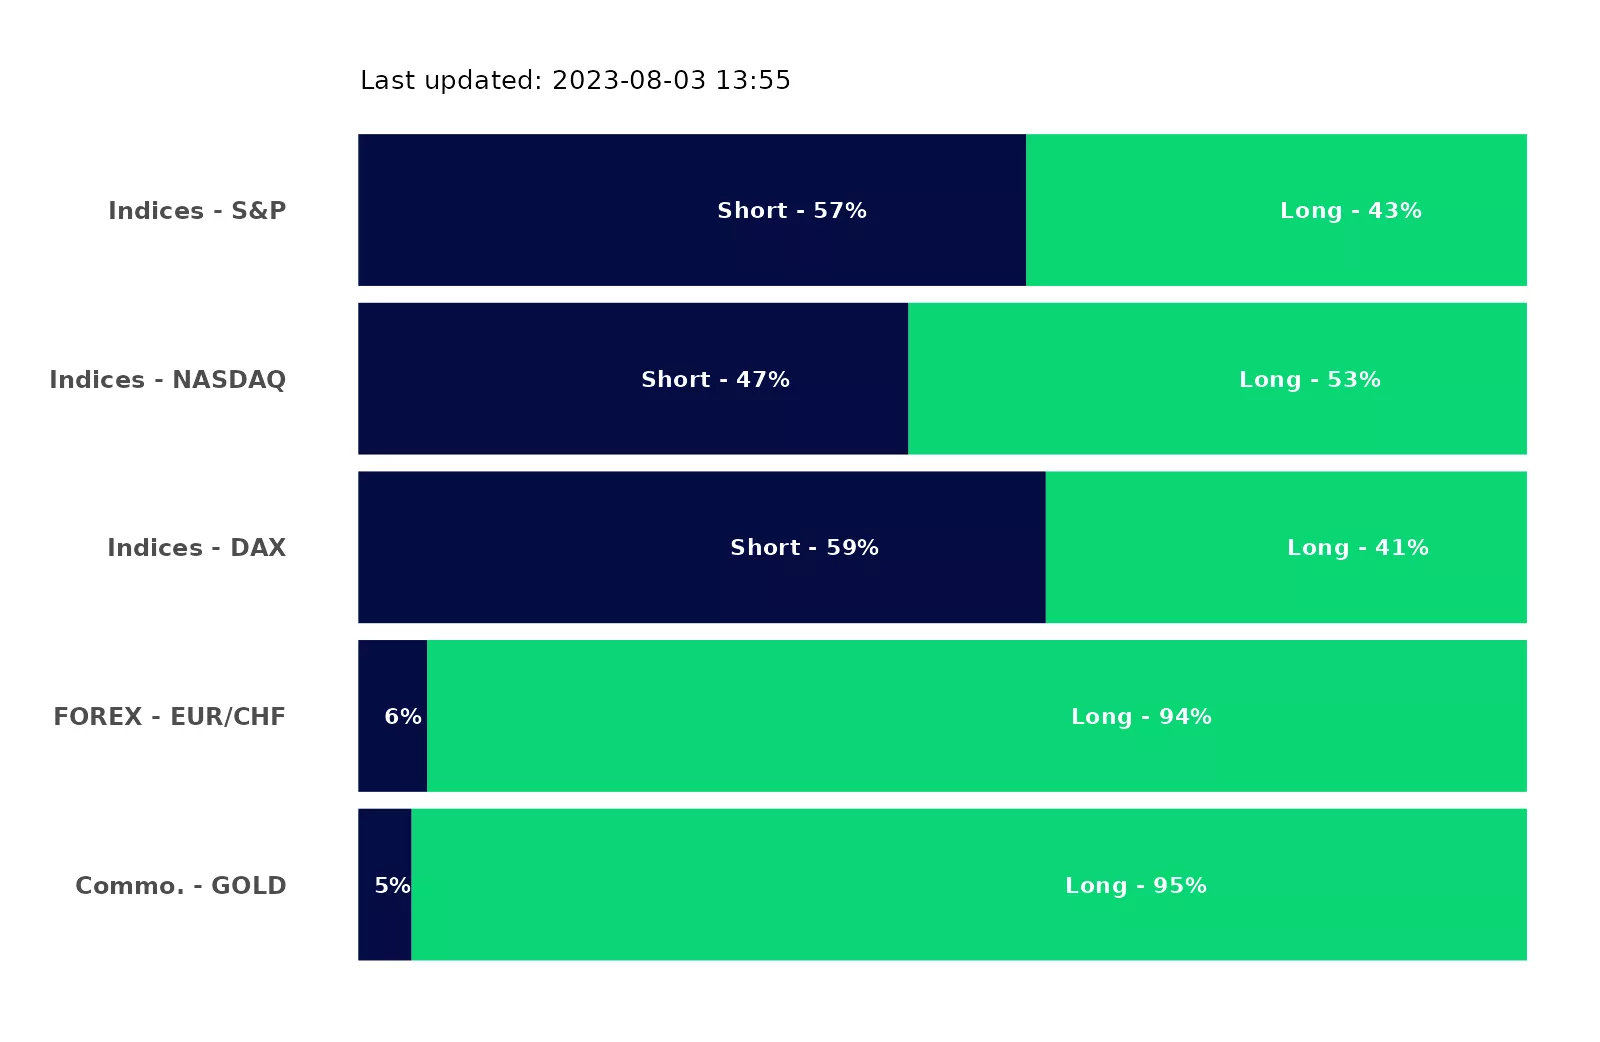 Last updated: 2023-08-03 13:55
Indices - S&P Short - 57% Long - 43%
Indices - NASDAQ Short - 47% Long - 53%
Indices - DAX Short - 59% Long - 41%
FOREX - EUR/CHF 6% Long - 94%
Commo. - GOLD 5% Long - 95%